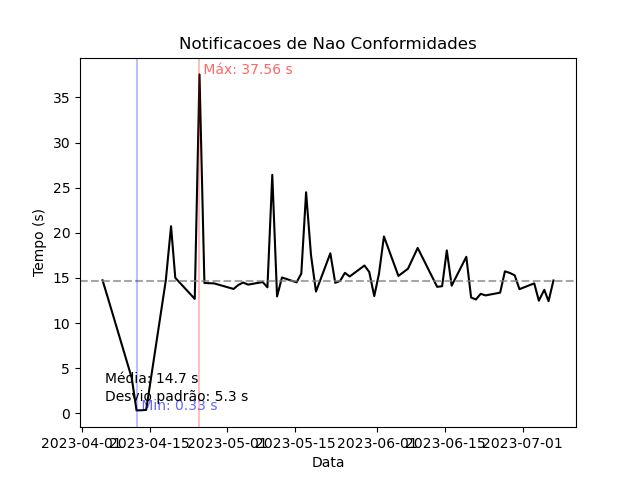 Notificacoes de Nao Conformidades
Máx: 37.56 s
Tempo (s)
35
30
25
20
15
10
5
0
Média: 14.7 s
Desvio padrão: 5.3 s
Min: 0.33 s
2023-04-01
2023-04-15
2023-05-01
2023-05-15
2023-06-01
2023-06-15
2023-07-01
Data